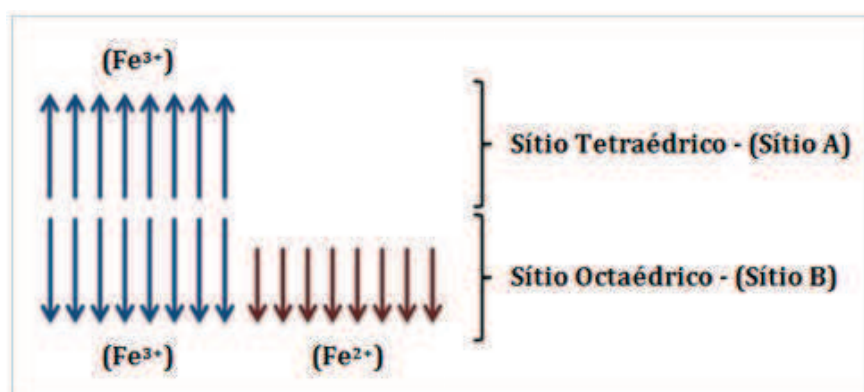 (Fe³⁺)
Sítio Tetraédrico - (Sítio A)
Sítio Octaédrico - (Sítio B)
(Fe³⁺) (Fe²⁺)